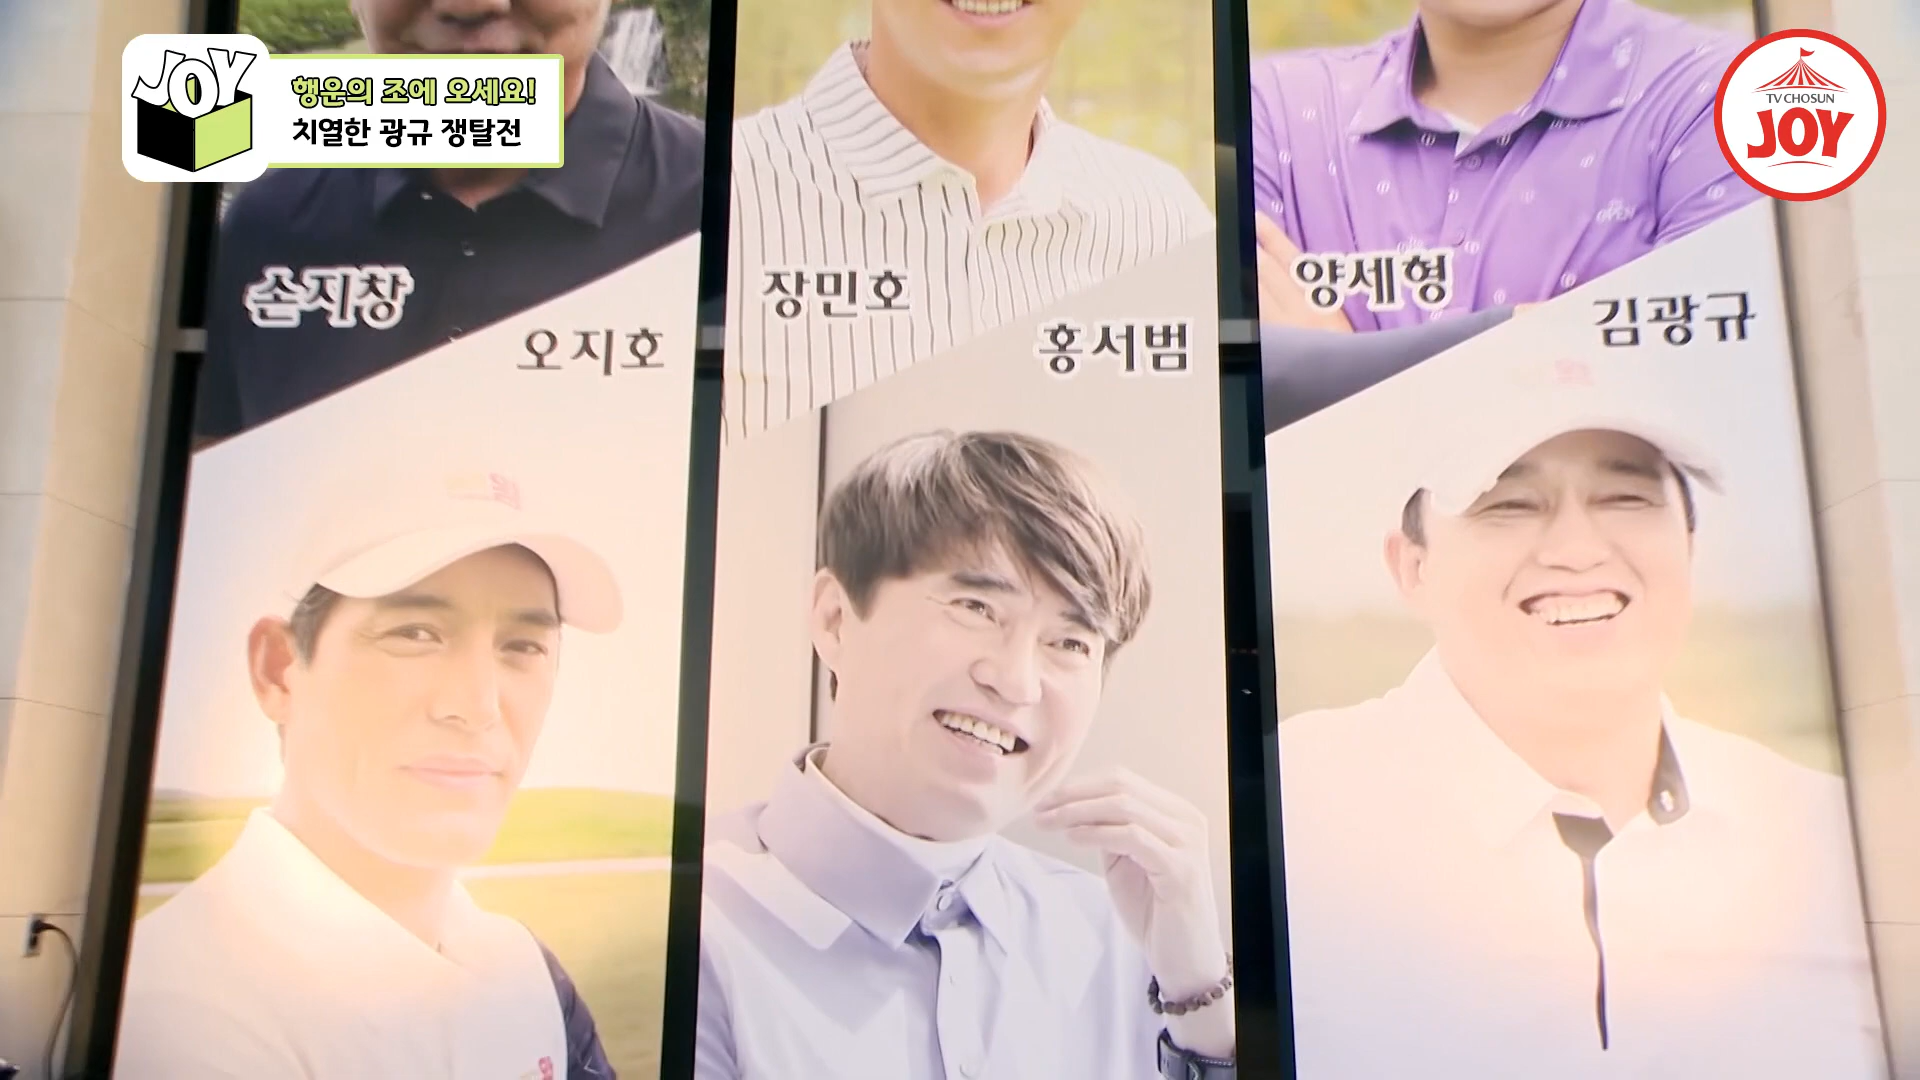 JOY
행운의 조에 오세요!
치열한 광규 쟁탈전
TV CHOSUN
JOY
손지창
오지호
장민호
홍서범
양세형
김광규
OPEN